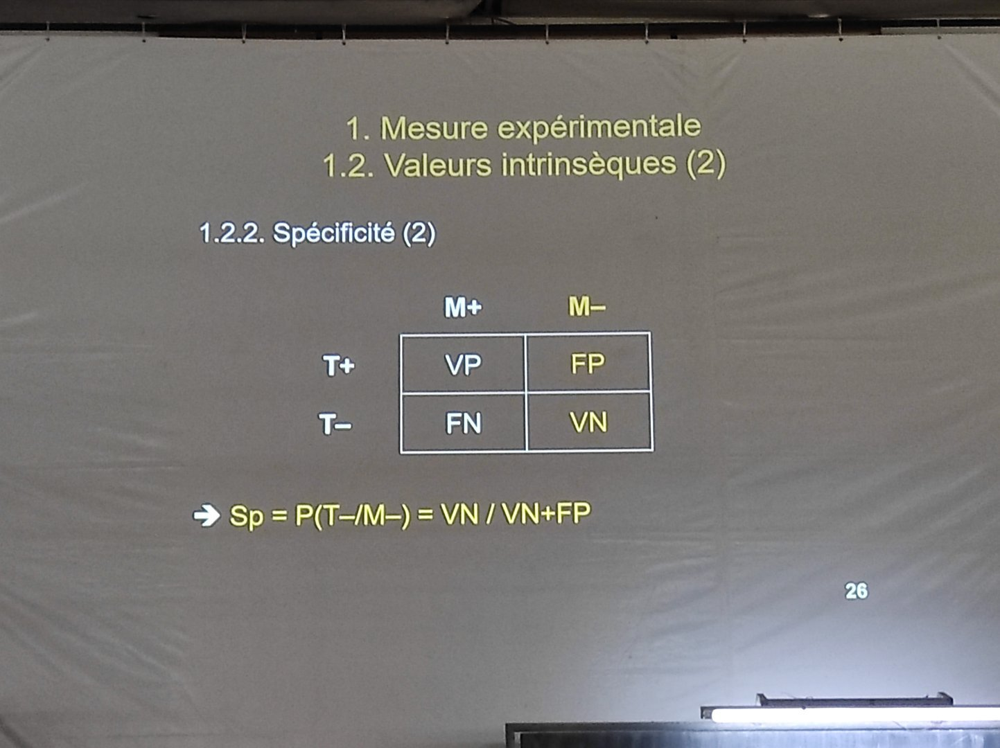 1. Mesure expérimentale
1.2. Valeurs intrinsèques (2)
1.2.2. Spécificité (2)
M+ M–
T+ VP FP
T– FN VN
➔ Sp = P(T–/M–) = VN / VN+FP
26